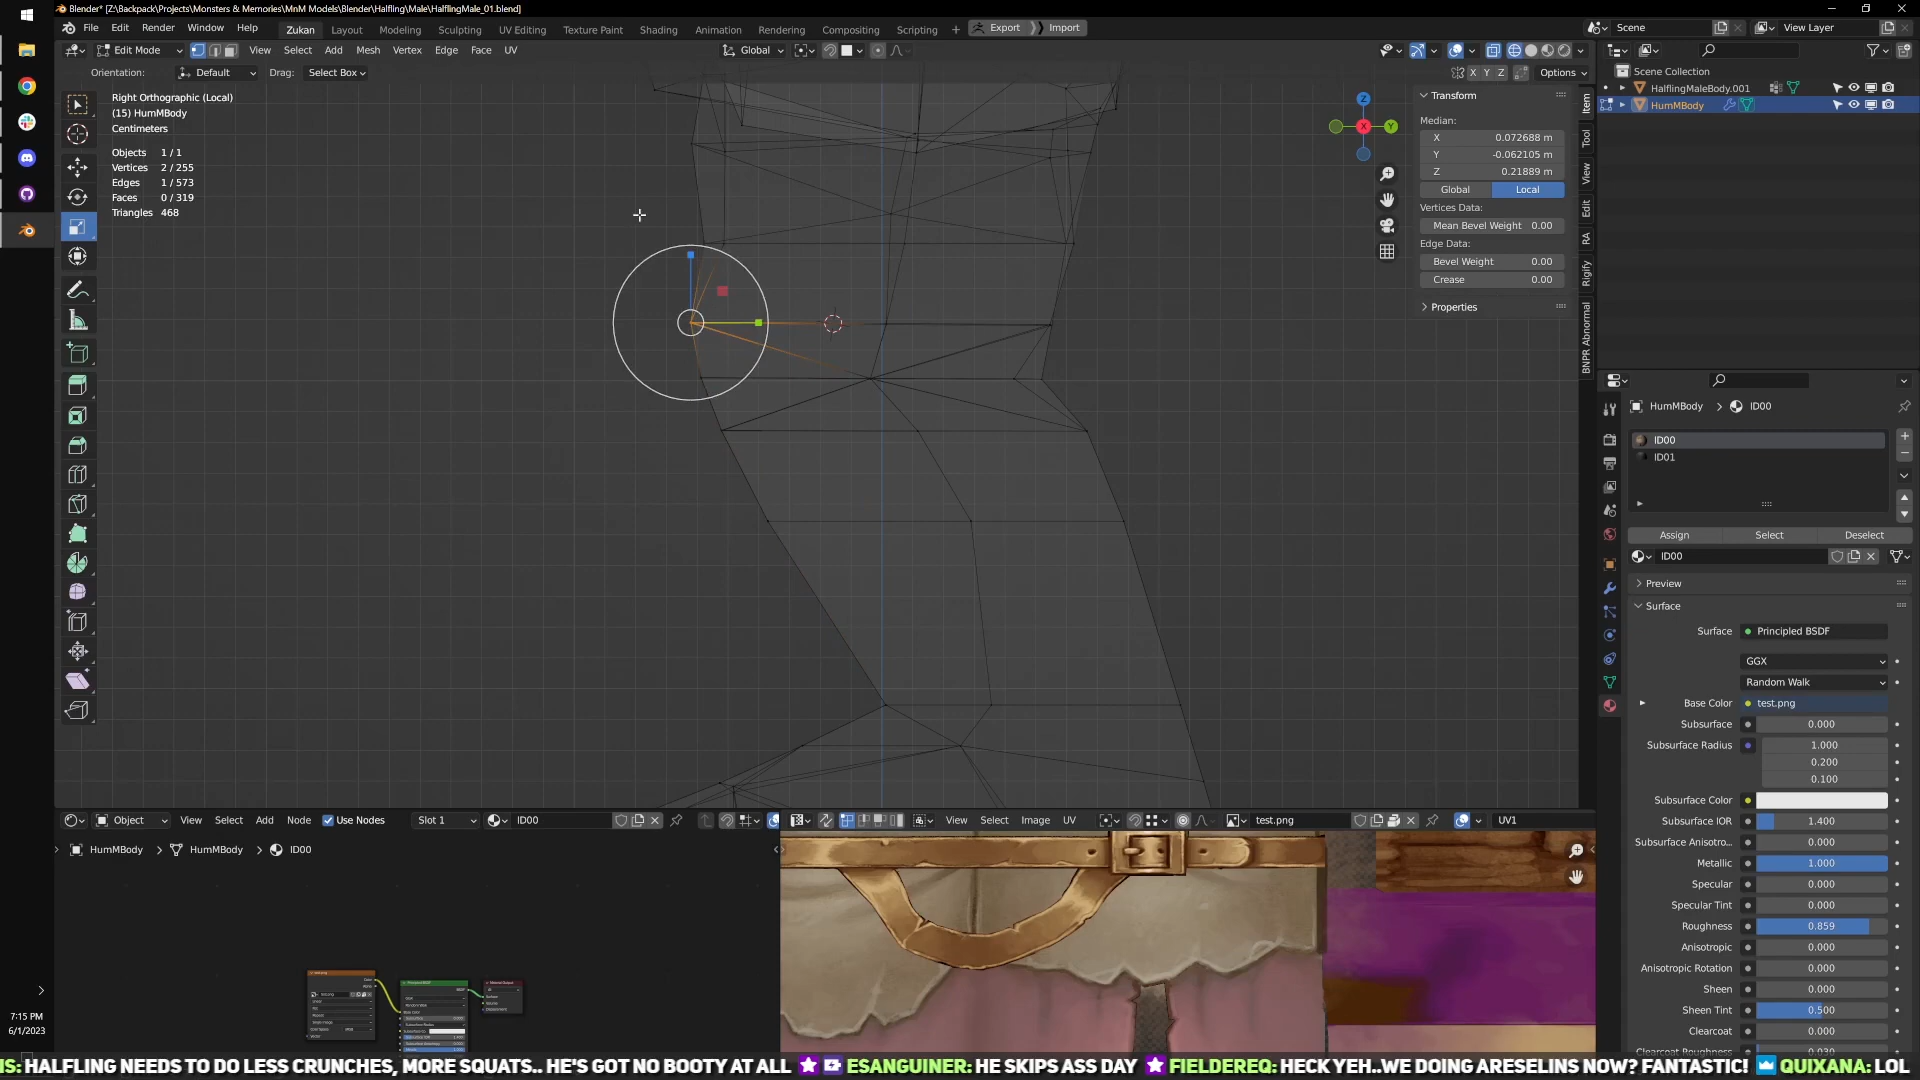 Blender* [Z:\Backpack\Projects\Monsters & Memories\MnM Models\Blender\Halfling\Male\HalflingMale_01.blend]
File Edit Render Window Help Zukan Layout Modeling Sculpting UV Editing Texture Paint Shading Animation Rendering Compositing Scripting + Export Import Scene View Layer
Edit Mode View Select Add Mesh Vertex Edge Face UV Global
Orientation: Default Drag: Select Box X Y Z Options
Right Orthographic (Local)
(15) HumMBody
Centimeters
Objects 1 / 1
Vertices 2 / 255
Edges 1 / 573
Faces 0 / 319
Triangles 468
Z
X
Y
Transform
Median:
X 0.072688 m
Y -0.062105 m
Z 0.21889 m
Global Local
Vertices Data:
Mean Bevel Weight 0.00
Edge Data:
Bevel Weight 0.00
Crease 0.00
Properties
Item
Tool
View
Edit
RA
Rigify
BNPR Abnormal
Scene Collection
HalflingMaleBody.001
HumMBody
HumMBody > ID00
ID00
ID01
Assign Select Deselect
ID00
Preview
Surface
Surface Principled BSDF
GGX
Random Walk
Base Color test.png
Subsurface 0.000
Subsurface Radius 1.000
0.200
0.100
Subsurface Color
Subsurface IOR 1.400
Subsurface Anisotro... 0.000
Metallic 1.000
Specular 0.000
Specular Tint 0.000
Roughness 0.859
Anisotropic 0.000
Anisotropic Rotation 0.000
Sheen 0.000
Sheen Tint 0.500
Clearcoat 0.000
Clearcoat Roughness 0.030
Object View Select Add Node Use Nodes Slot 1 ID00
View Select Image UV test.png UV1
HumMBody > HumMBody > ID00
7:15 PM
6/1/2023
IS: HALFLING NEEDS TO DO LESS CRUNCHES, MORE SQUATS.. HE'S GOT NO BOOTY AT ALL ESANGUINER: HE SKIPS ASS DAY FIELDEREQ: HECK YEH..WE DOING ARESELINS NOW? FANTASTIC! QUIXANA: LOL